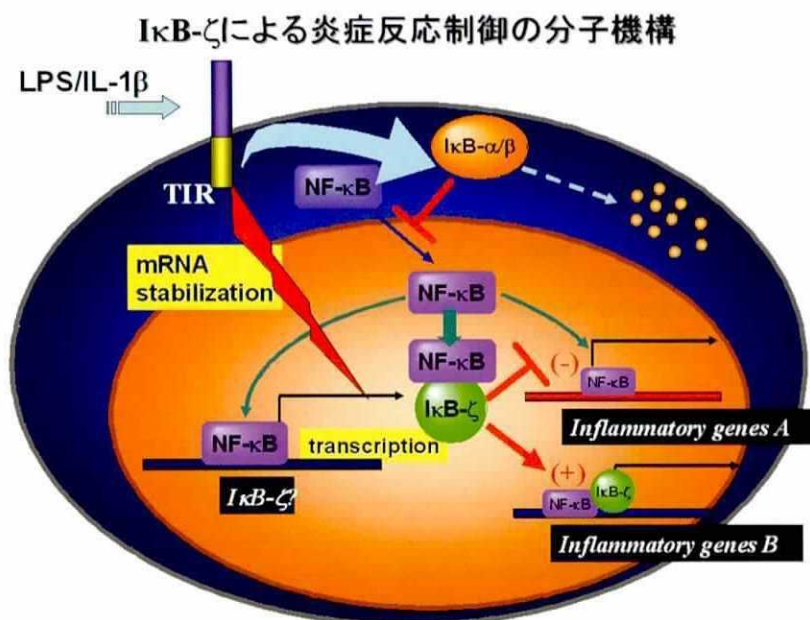 IκB-ζによる炎症反応制御の分子機構
LPS/IL-1β
TIR
IκB-α/β
NF-κB
mRNA
stabilization
NF-κB
NF-κB
IκB-ζ
(-)
NF-κB
Inflammatory genes A
NF-κB
transcription
IκB-ζ?
(+)
NF-κB
IκB-ζ
Inflammatory genes B